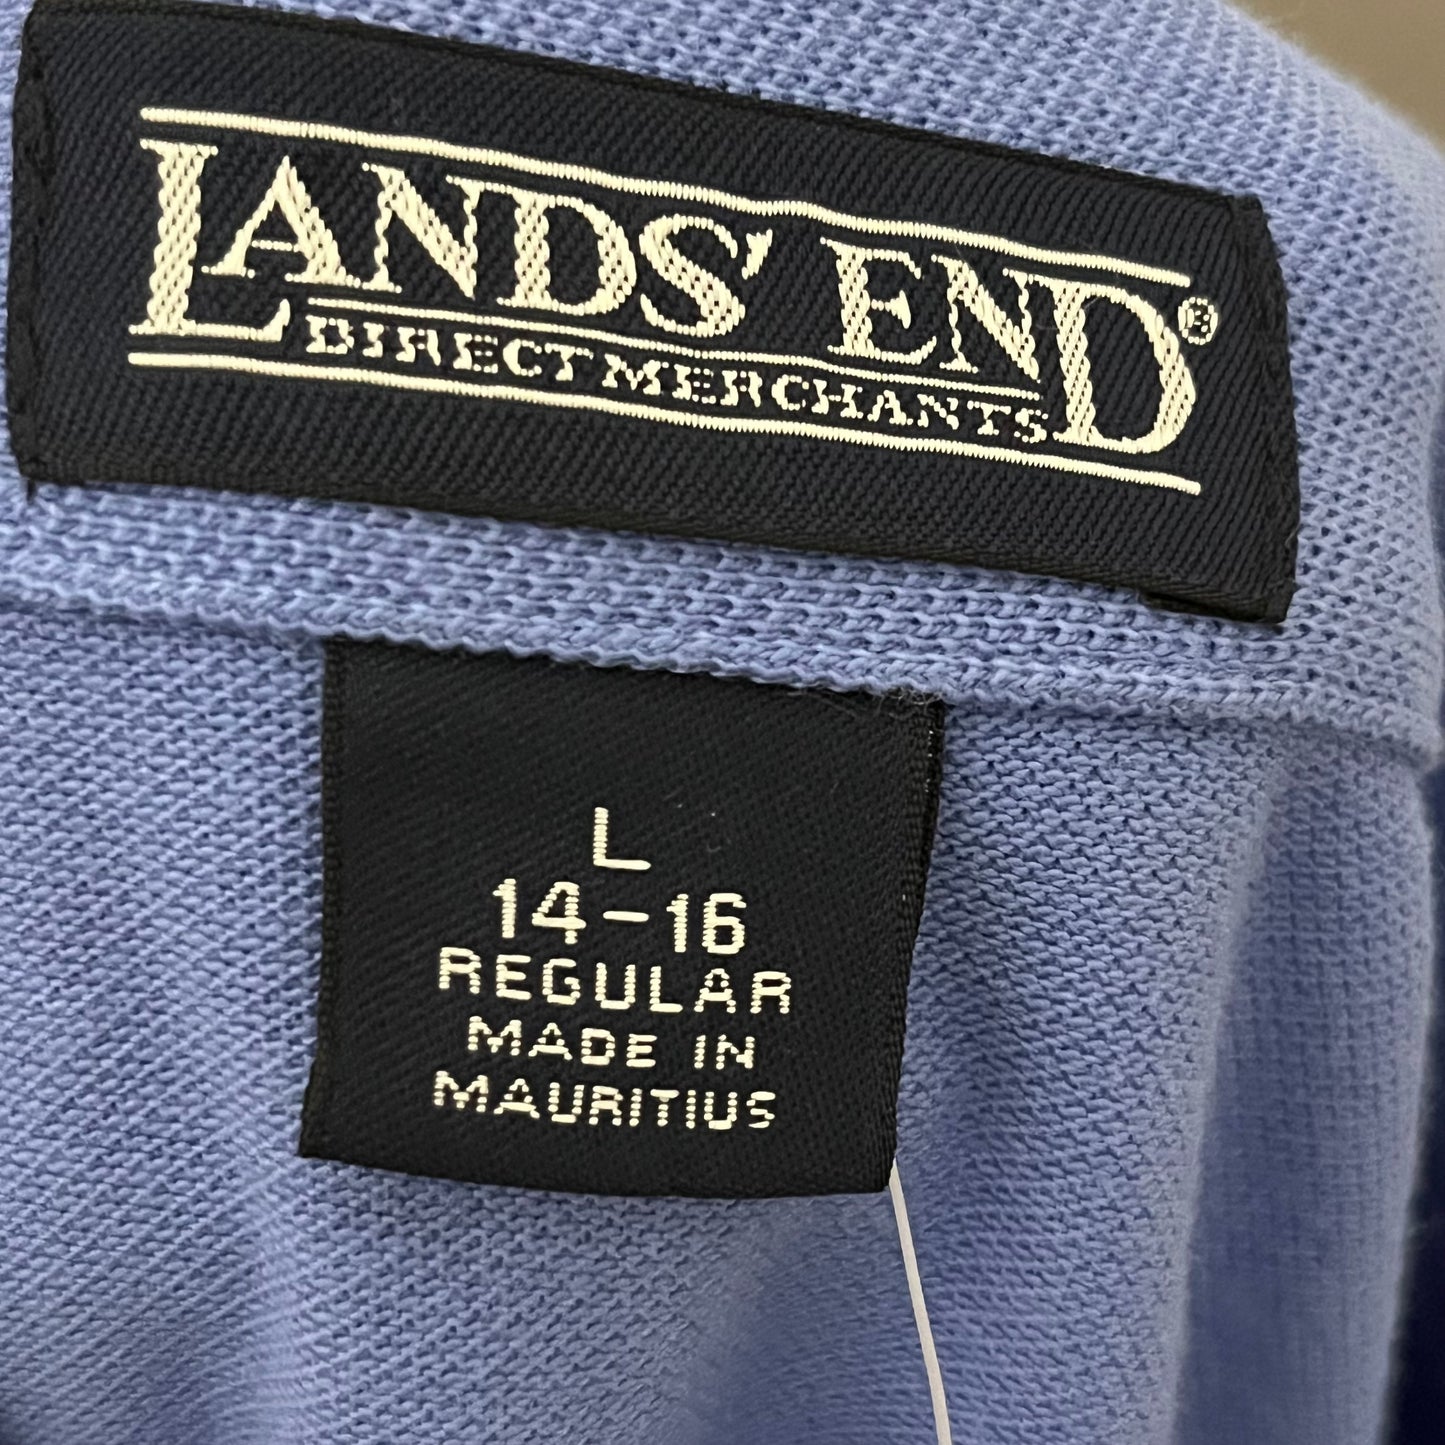 LANDS' END®
DIRECT MERCHANTS
L
14-16
REGULAR
MADE IN
MAURITIUS